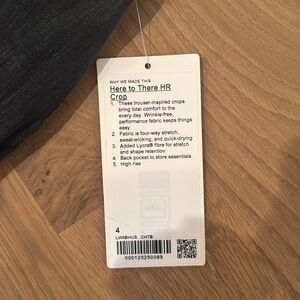 WHY WE MADE THIS
Here to There HR
Crop
1. These trouser-inspired crops
bring total comfort to the
every day. Wrinkle-free,
performance fabric keeps things
easy
2. Fabric is four-way stretch,
sweat-wicking, and quick-drying
3. Added Lycra® fibre for stretch
and shape retention
4. Back pocket to store essentials
5. High rise
4
LW6BHUS CHTB
000125250089